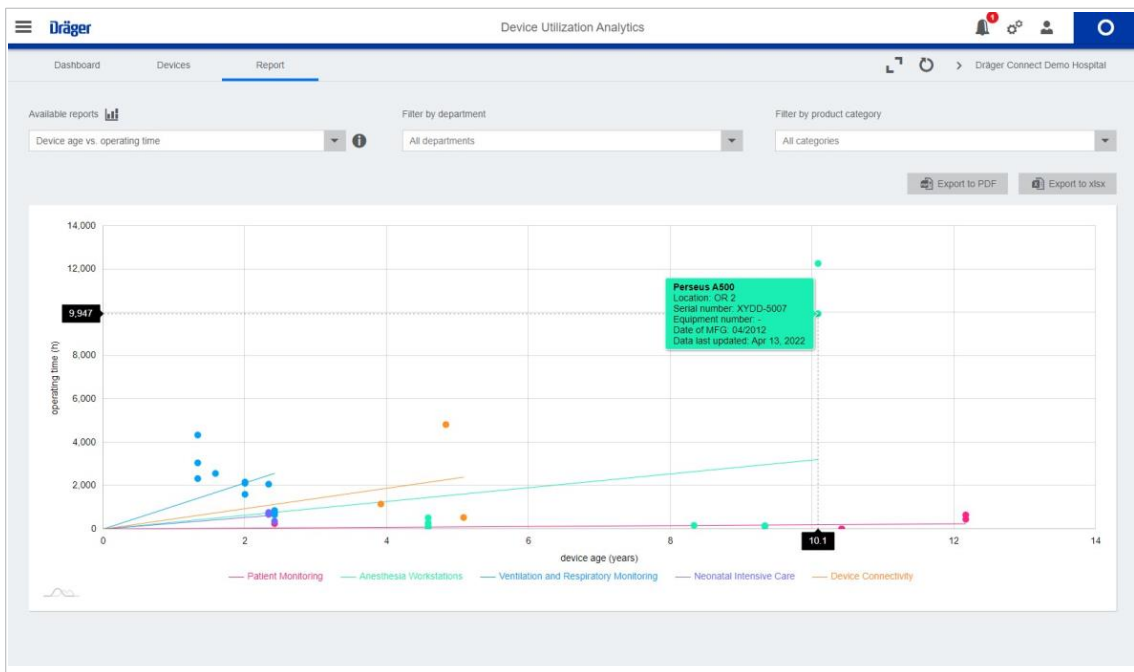 Dräger
Device Utilization Analytics
1
Dashboard
Devices
Report
Dräger Connect Demo Hospital
Available reports
Filter by department
Filter by product category
Device age vs. operating time
All departments
All categories
Export to PDF
Export to xlsx
14,000
12,000
9,947
8,000
6,000
4,000
2,000
0
operating time (h)
Perseus A500
Location: OR 2
Serial number: XYDD-5007
Equipment number: -
Date of MFG: 04/2012
Data last updated: Apr 13, 2022
0
2
4
6
8
10.1
12
14
device age (years)
Patient Monitoring
Anesthesia Workstations
Ventilation and Respiratory Monitoring
Neonatal Intensive Care
Device Connectivity